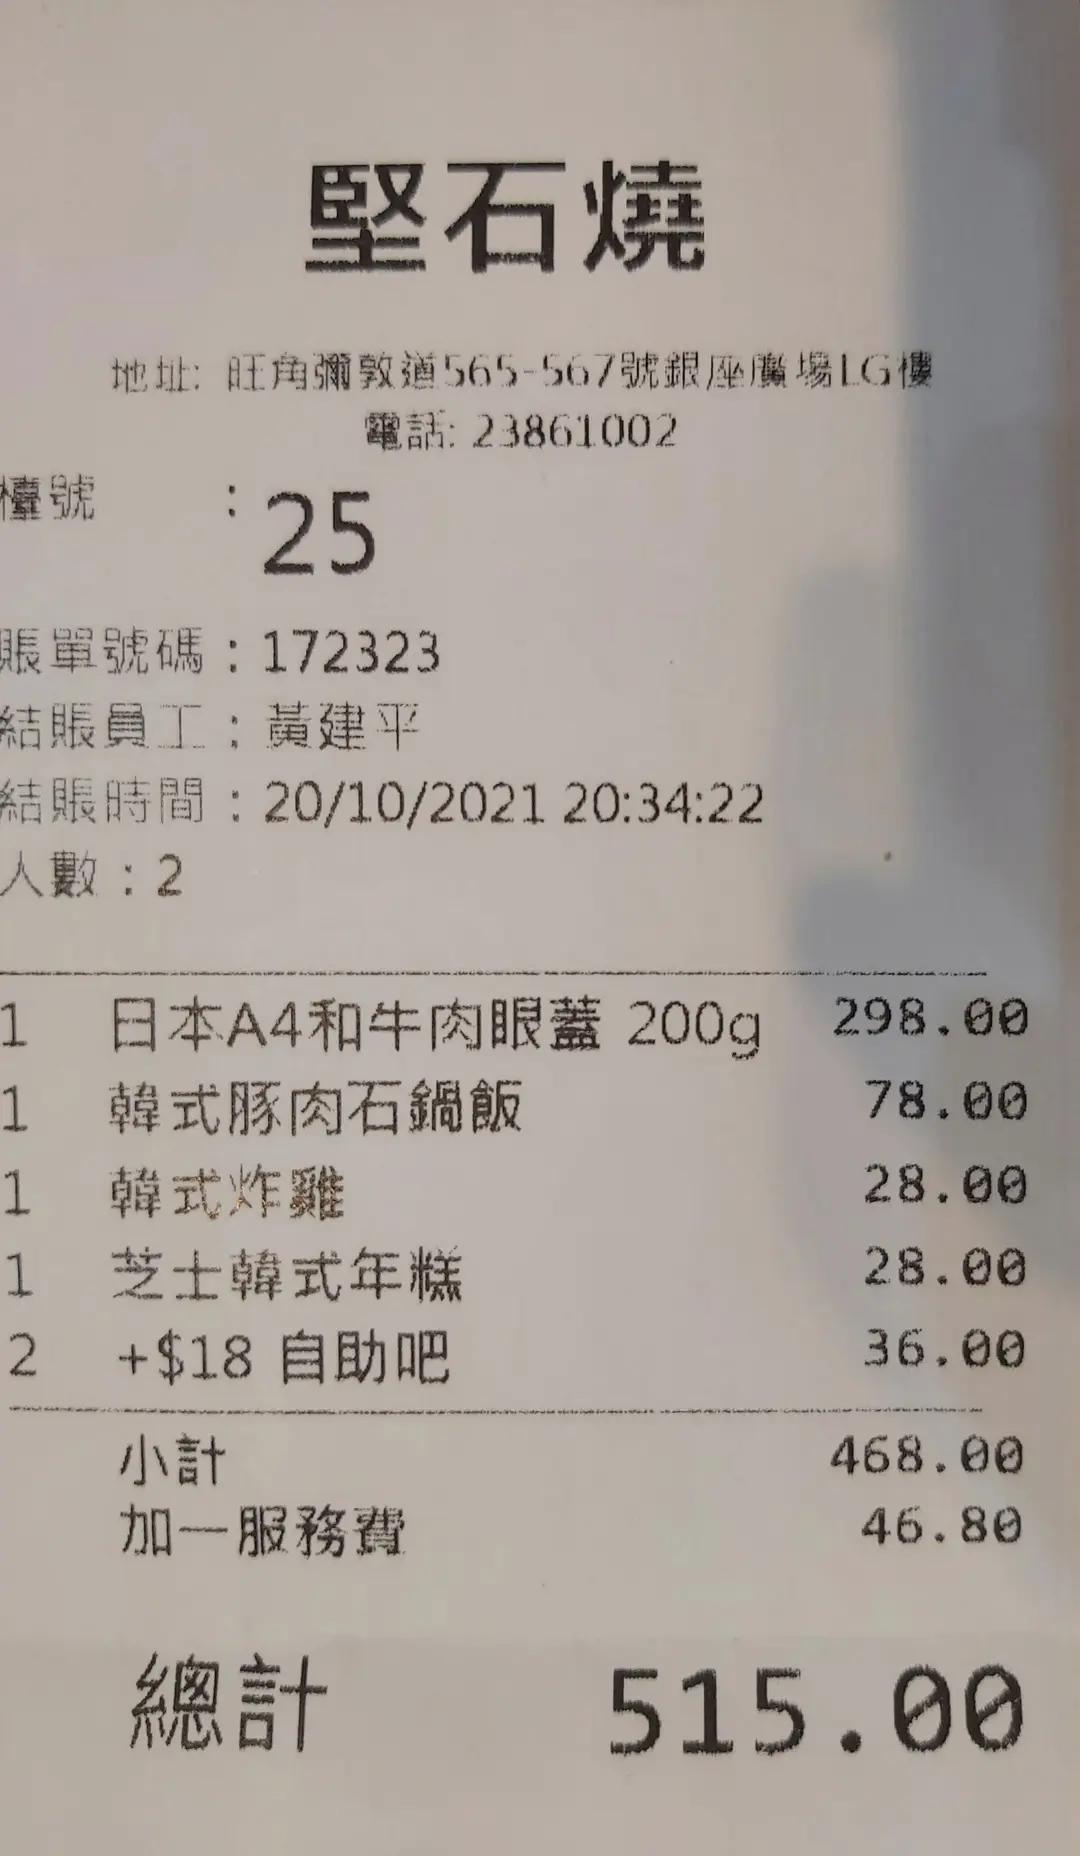 堅石燒
地址: 旺角彌敦道565-567號銀座廣場LG樓
電話: 23861002
檯號 : 25
賬單號碼 : 172323
結賬員工 : 黃建平
結賬時間 : 20/10/2021 20:34:22
人數 : 2
1 日本A4和牛肉眼蓋 200g 298.00
1 韓式豚肉石鍋飯 78.00
1 韓式炸雞 28.00
1 芝士韓式年糕 28.00
2 +$18 自助吧 36.00
小計 468.00
加一服務費 46.80
總計 515.00